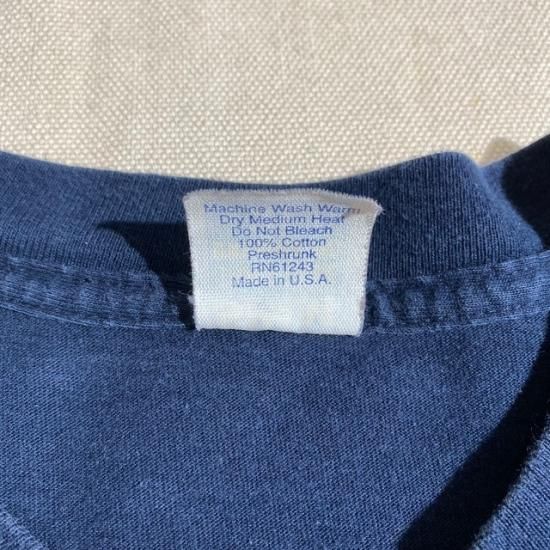 Machine Wash Warm
Dry Medium Heat
Do Not Bleach
100% Cotton
Preshrunk
RN61243
Made in U.S.A.